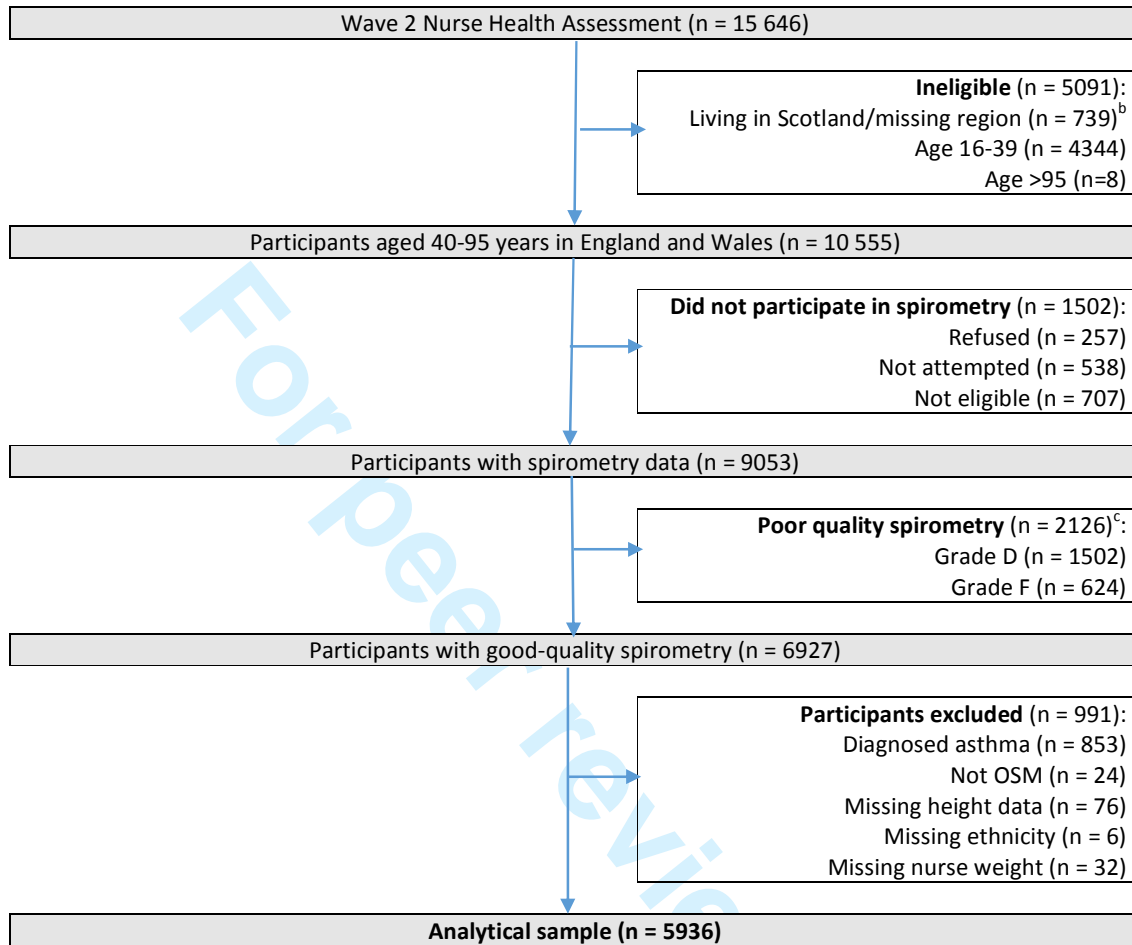 Wave 2 Nurse Health Assessment (n = 15 646)
Ineligible (n = 5091):
Living in Scotland/missing region (n = 739)b
Age 16-39 (n = 4344)
Age >95 (n=8)
Participants aged 40-95 years in England and Wales (n = 10 555)
Did not participate in spirometry (n = 1502):
Refused (n = 257)
Not attempted (n = 538)
Not eligible (n = 707)
Participants with spirometry data (n = 9053)
Poor quality spirometry (n = 2126)c:
Grade D (n = 1502)
Grade F (n = 624)
Participants with good-quality spirometry (n = 6927)
Participants excluded (n = 991):
Diagnosed asthma (n = 853)
Not OSM (n = 24)
Missing height data (n = 76)
Missing ethnicity (n = 6)
Missing nurse weight (n = 32)
Analytical sample (n = 5936)
For peer revie